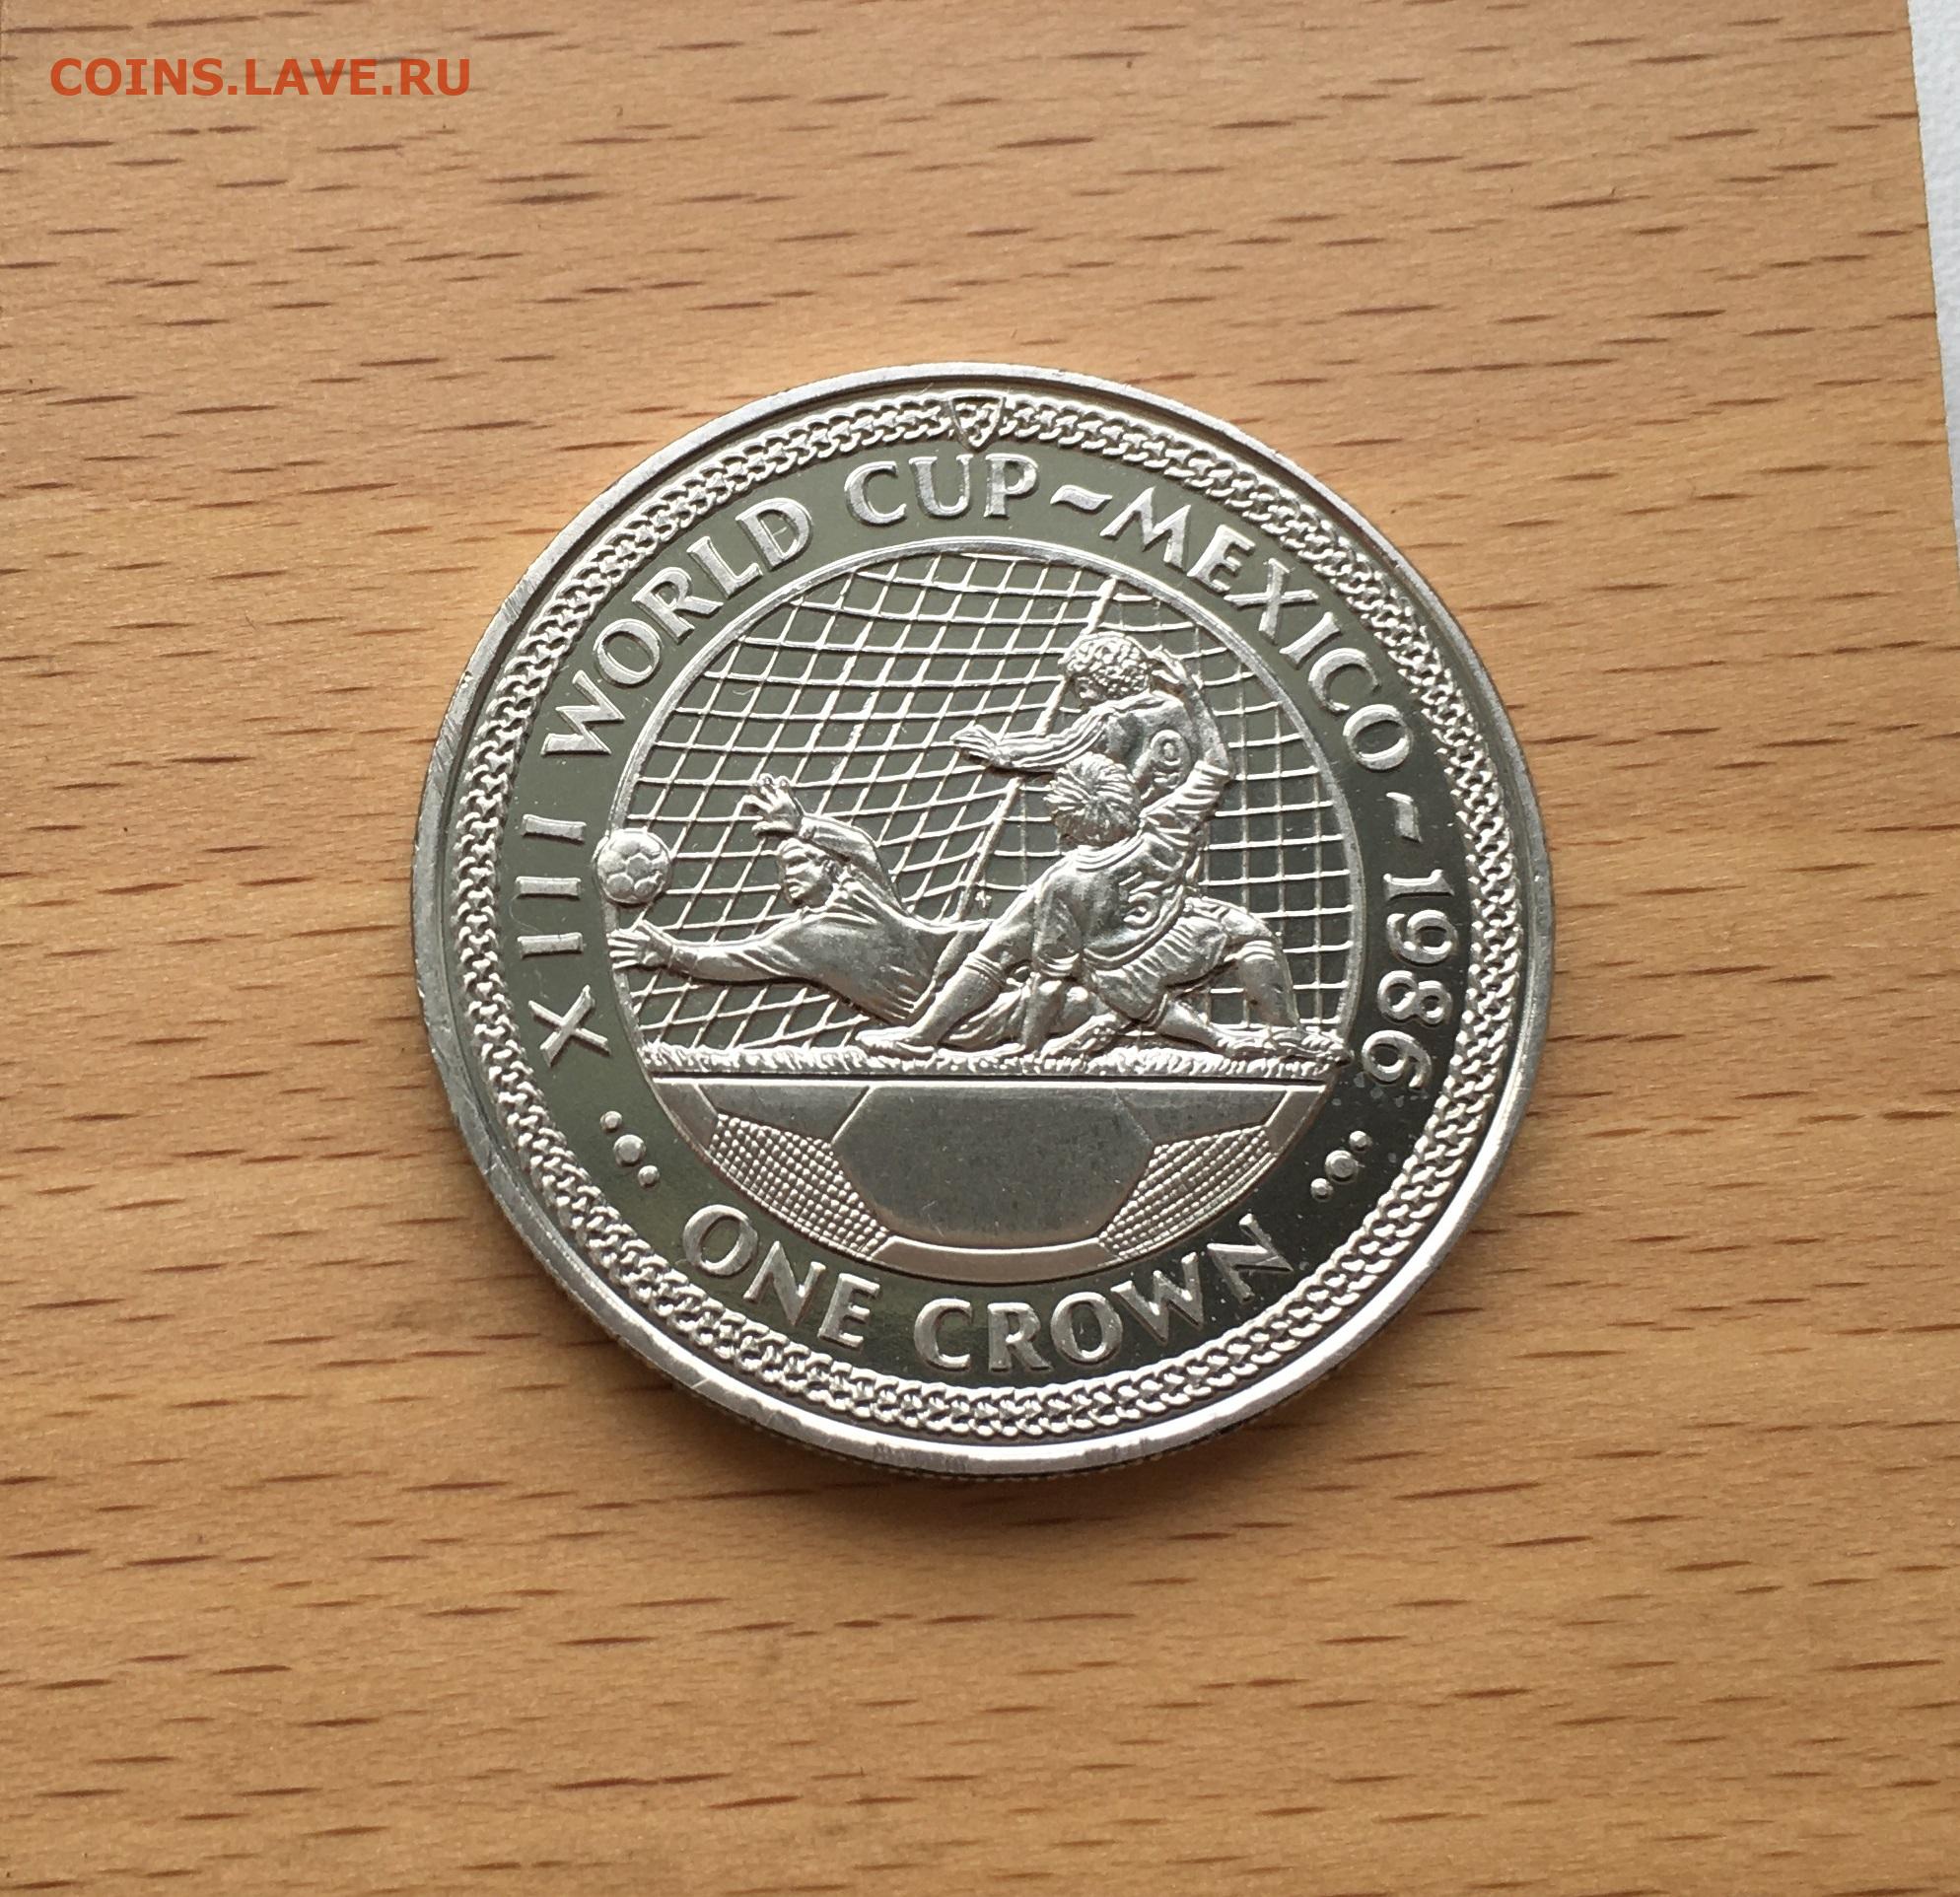 COINS.LAVE.RU
XIII WORLD CUP ~ MEXICO ~ 1986
ONE CROWN